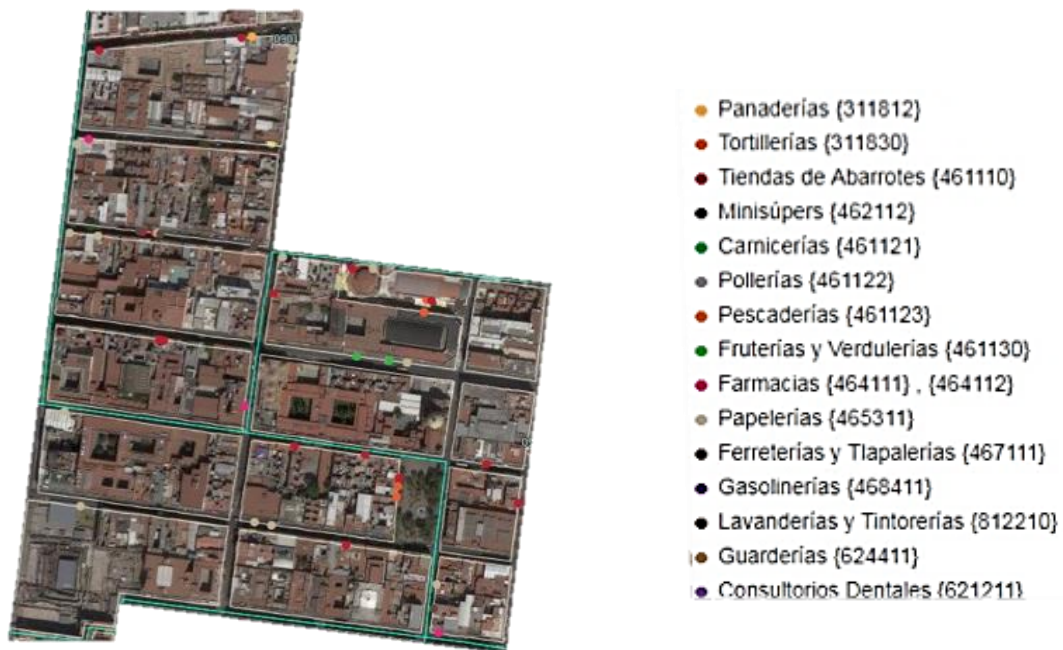 0901
Panaderías {311812}
Tortillerías {311830}
Tiendas de Abarrotes {461110}
Minisúpers {462112}
Carnicerías {461121}
Pollerías {461122}
Pescaderías {461123}
Fruterías y Verdulerías {461130}
Farmacias {464111} , {464112}
Papelerías {465311}
Ferreterías y Tlapalerías {467111}
Gasolinerías {468411}
Lavanderías y Tintorerías {812210}
Guarderías {624411}
Consultorios Dentales {621211}